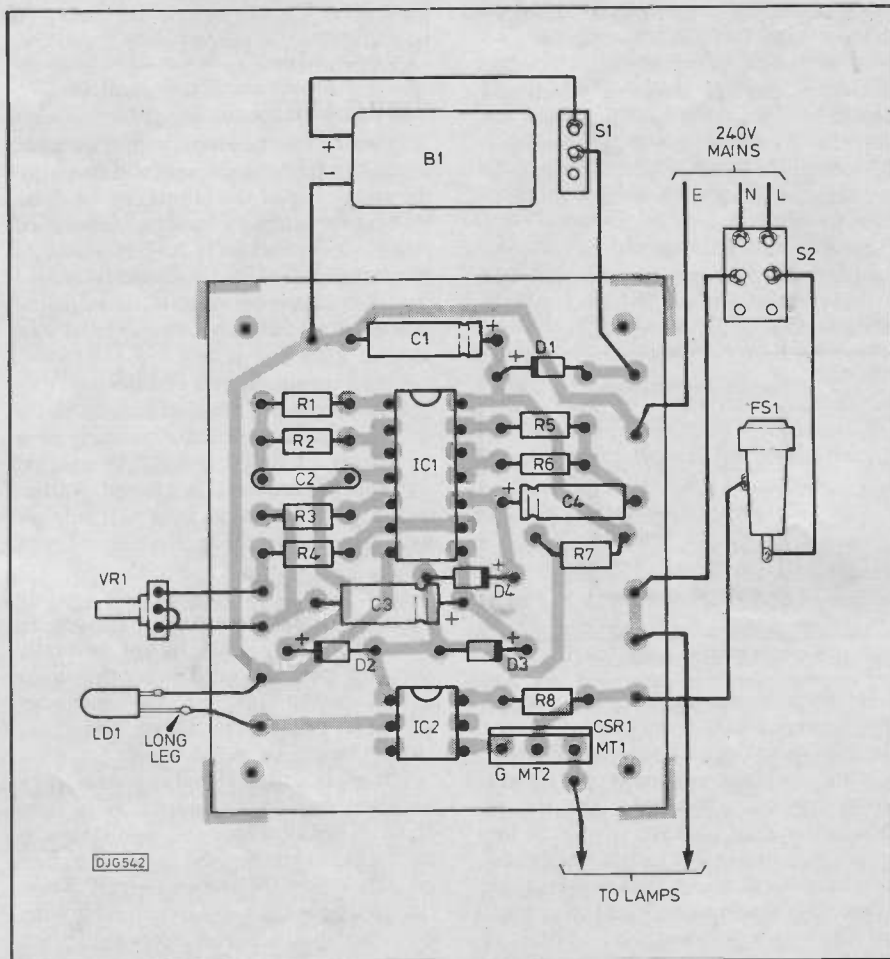 S1
+
B1
-
240V
MAINS
E N L
S2
C1
+
+
D1
FS1
R1
R5
R2
IC1
R6
C2
+
C4
R3
R4
R7
VR1
+
D4
C3
+
+
D2
+
D3
LD1
LONG
LEG
IC2
R8
CSR1
MT1
G MT2
DJG542
TO LAMPS